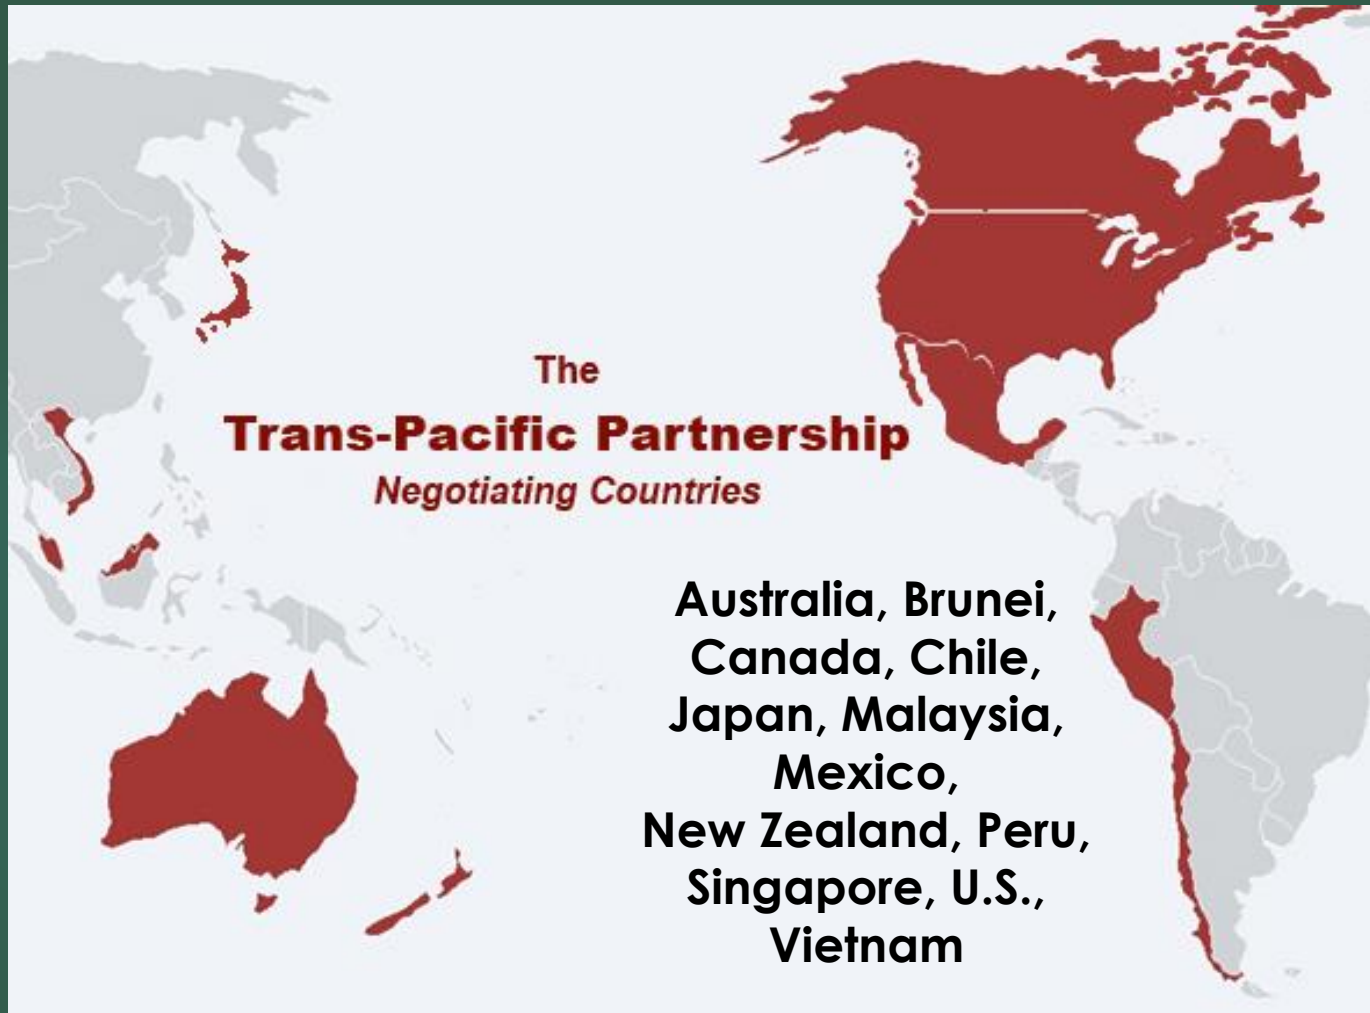 The
Trans-Pacific Partnership
Negotiating Countries
Australia, Brunei,
Canada, Chile,
Japan, Malaysia,
Mexico,
New Zealand, Peru,
Singapore, U.S.,
Vietnam